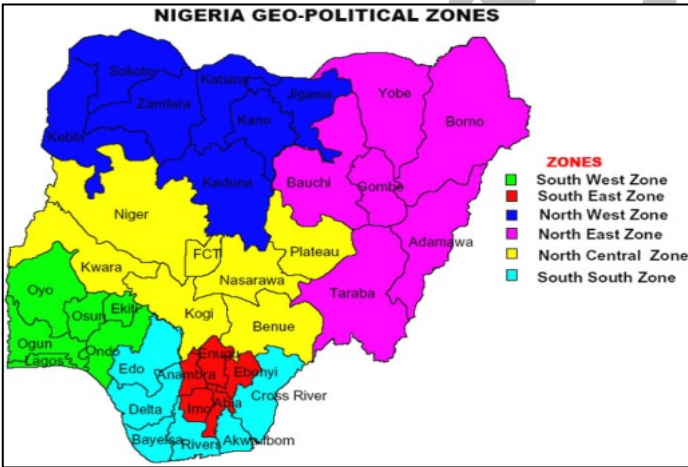 NIGERIA GEO-POLITICAL ZONES
Sokoto
Katsina
Jigawa
Yobe
Borno
Zamfara
Kano
Kebbi
Kaduna
Bauchi
Gombe
Adamawa
Niger
FCT
Plateau
Nasarawa
Taraba
Kwara
Kogi
Benue
Oyo
Osun
Ekiti
Ogun
Ondo
Lagos
Edo
Enugu
Anambra
Ebonyi
Imo
Abia
Cross River
Delta
Bayelsa
Rivers
Akwa Ibom
ZONES
South West Zone
South East Zone
North West Zone
North East Zone
North Central Zone
South South Zone